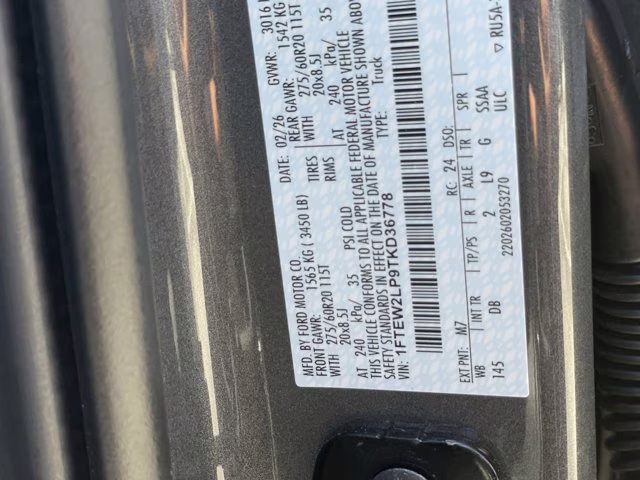 MFD. BY FORD MOTOR CO.
DATE: 02/26 GVWR: 3016 K
FRONT GAWR: 1565 KG ( 3450 LB) REAR GAWR: 1542 KG
275/60R20 115T TIRES WITH 275/60R20 115T
20x8.5J RIMS 20x8.5J
AT 240 kPa/ 35 PSI COLD AT 240 kPa/ 35
THIS VEHICLE CONFORMS TO ALL APPLICABLE FEDERAL MOTOR VEHICLE
SAFETY STANDARDS IN EFFECT ON THE DATE OF MANUFACTURE SHOWN ABOVE
VIN: 1FTEW2LP9TKD36778 TYPE: Truck
EXT PNT: M7 RC: 24 DSO:
WB INT TR TP/PS R AXLE TR SPR
145 DB 2 L9 G SSAA
2202602053270 ULC
▽ RU5A-